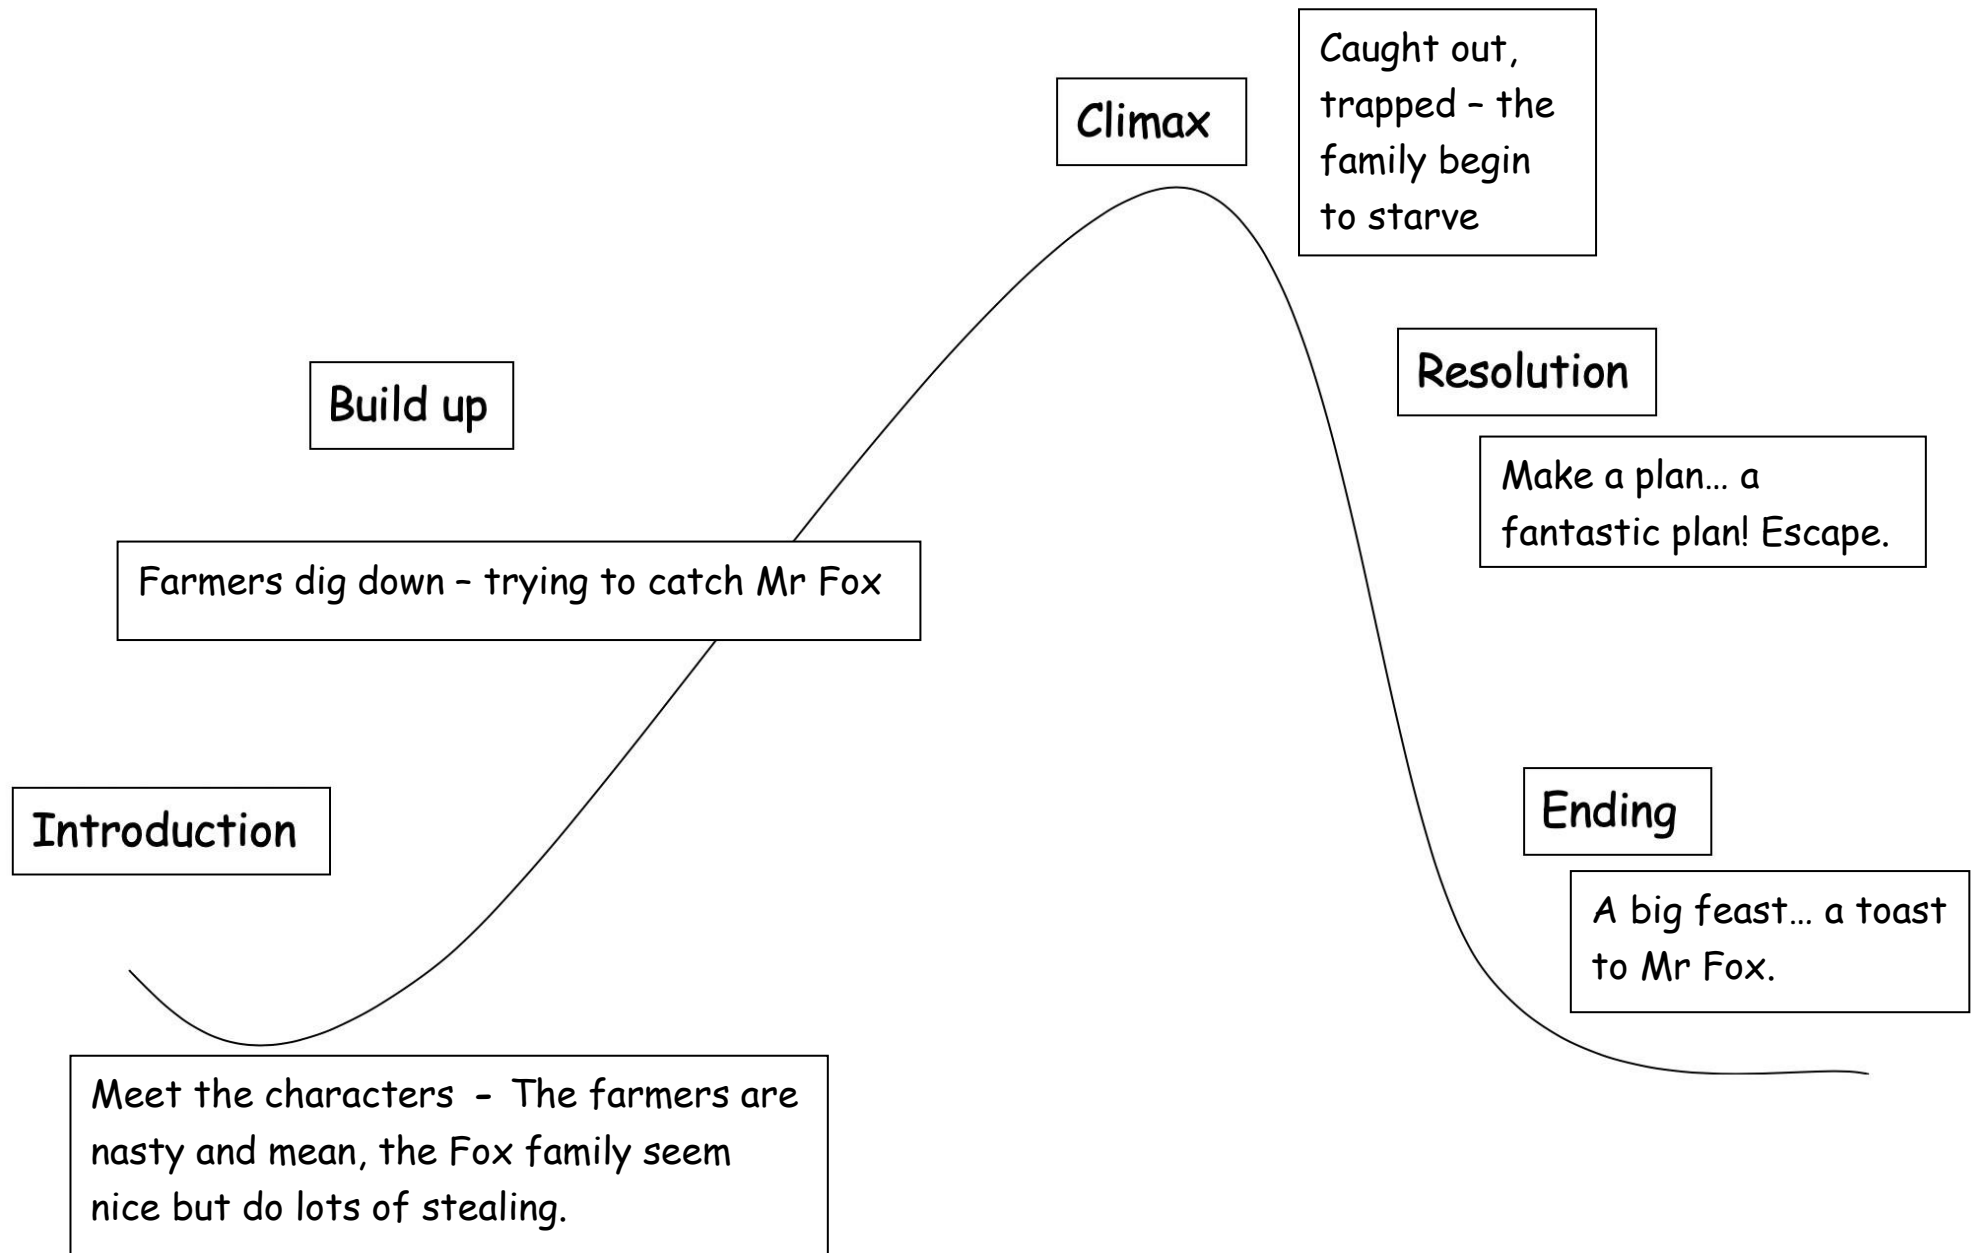 Introduction
Meet the characters - The farmers are
nasty and mean, the Fox family seem
nice but do lots of stealing.
Build up
Farmers dig down – trying to catch Mr Fox
Climax
Caught out,
trapped – the
family begin
to starve
Resolution
Make a plan… a
fantastic plan! Escape.
Ending
A big feast… a toast
to Mr Fox.